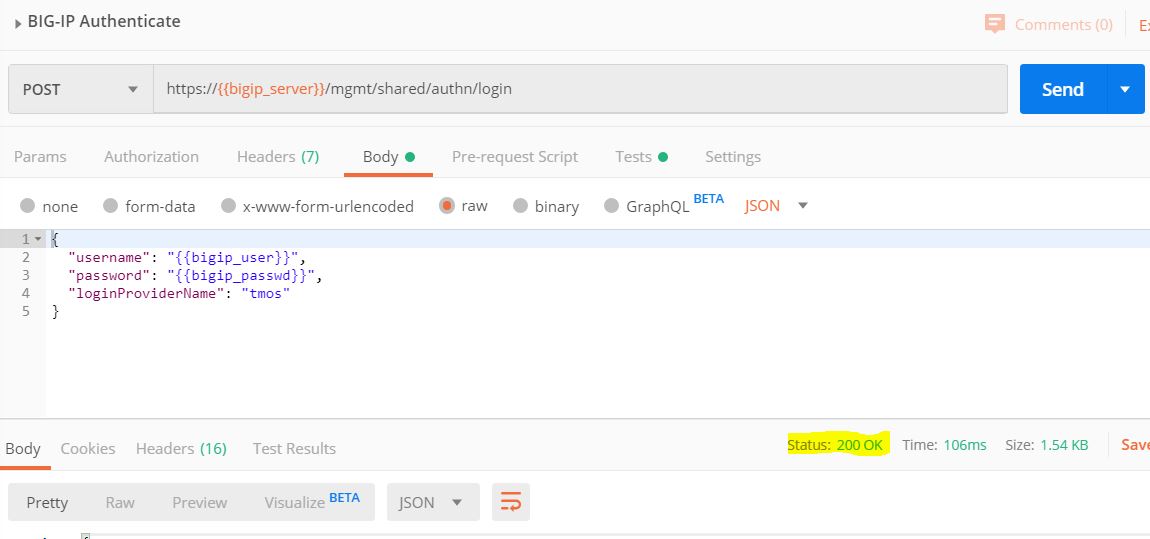 BIG-IP Authenticate
Comments (0)
POST
https://{{bigip_server}}/mgmt/shared/authn/login
Send
Params Authorization Headers (7) Body Pre-request Script Tests Settings
none form-data x-www-form-urlencoded raw binary GraphQL BETA JSON
1 {
2 "username": "{{bigip_user}}",
3 "password": "{{bigip_passwd}}",
4 "loginProviderName": "tmos"
5 }
Body Cookies Headers (16) Test Results Status: 200 OK Time: 106ms Size: 1.54 KB
Pretty Raw Preview Visualize BETA JSON
{